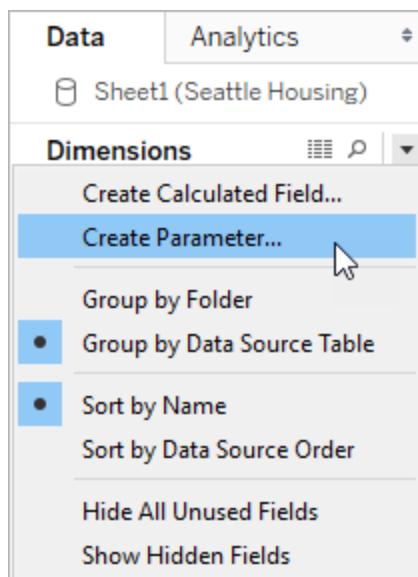 Data
Analytics
Sheet1 (Seattle Housing)
Dimensions
Create Calculated Field...
Create Parameter...
Group by Folder
Group by Data Source Table
Sort by Name
Sort by Data Source Order
Hide All Unused Fields
Show Hidden Fields